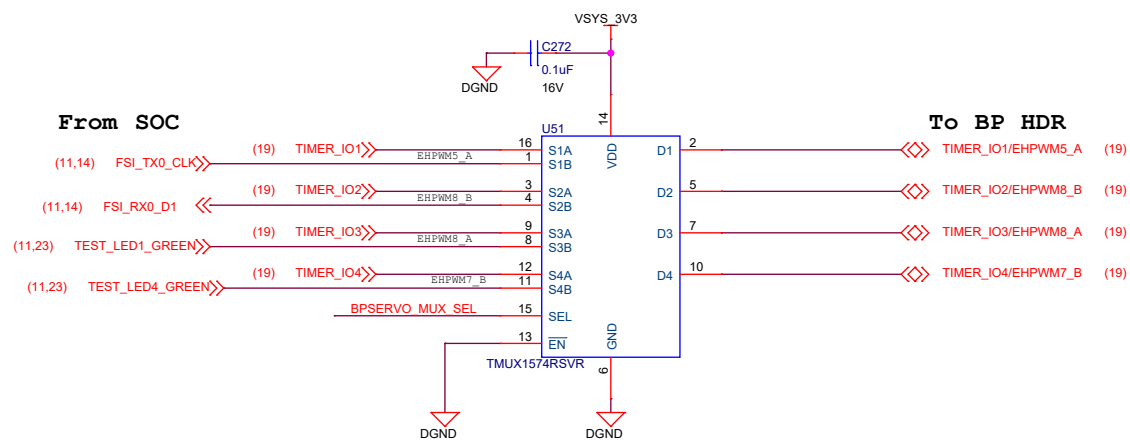 VSYS_3V3
C272
0.1uF
16V
DGND
From SOC
To BP HDR
U51
14
VDD
(19) TIMER_IO1 16 S1A D1 2 TIMER_IO1/EHPWM5_A (19)
(11,14) FSI_TX0_CLK EHPWM5_A 1 S1B
(19) TIMER_IO2 3 S2A D2 5 TIMER_IO2/EHPWM8_B (19)
(11,14) FSI_RX0_D1 EHPWM8_B 4 S2B
(19) TIMER_IO3 9 S3A D3 7 TIMER_IO3/EHPWM8_A (19)
(11,23) TEST_LED1_GREEN EHPWM8_A 8 S3B
(19) TIMER_IO4 12 S4A D4 10 TIMER_IO4/EHPWM7_B (19)
(11,23) TEST_LED4_GREEN EHPWM7_B 11 S4B
BPSERVO_MUX_SEL 15 SEL
13 EN
GND
6
TMUX1574RSVR
DGND
DGND